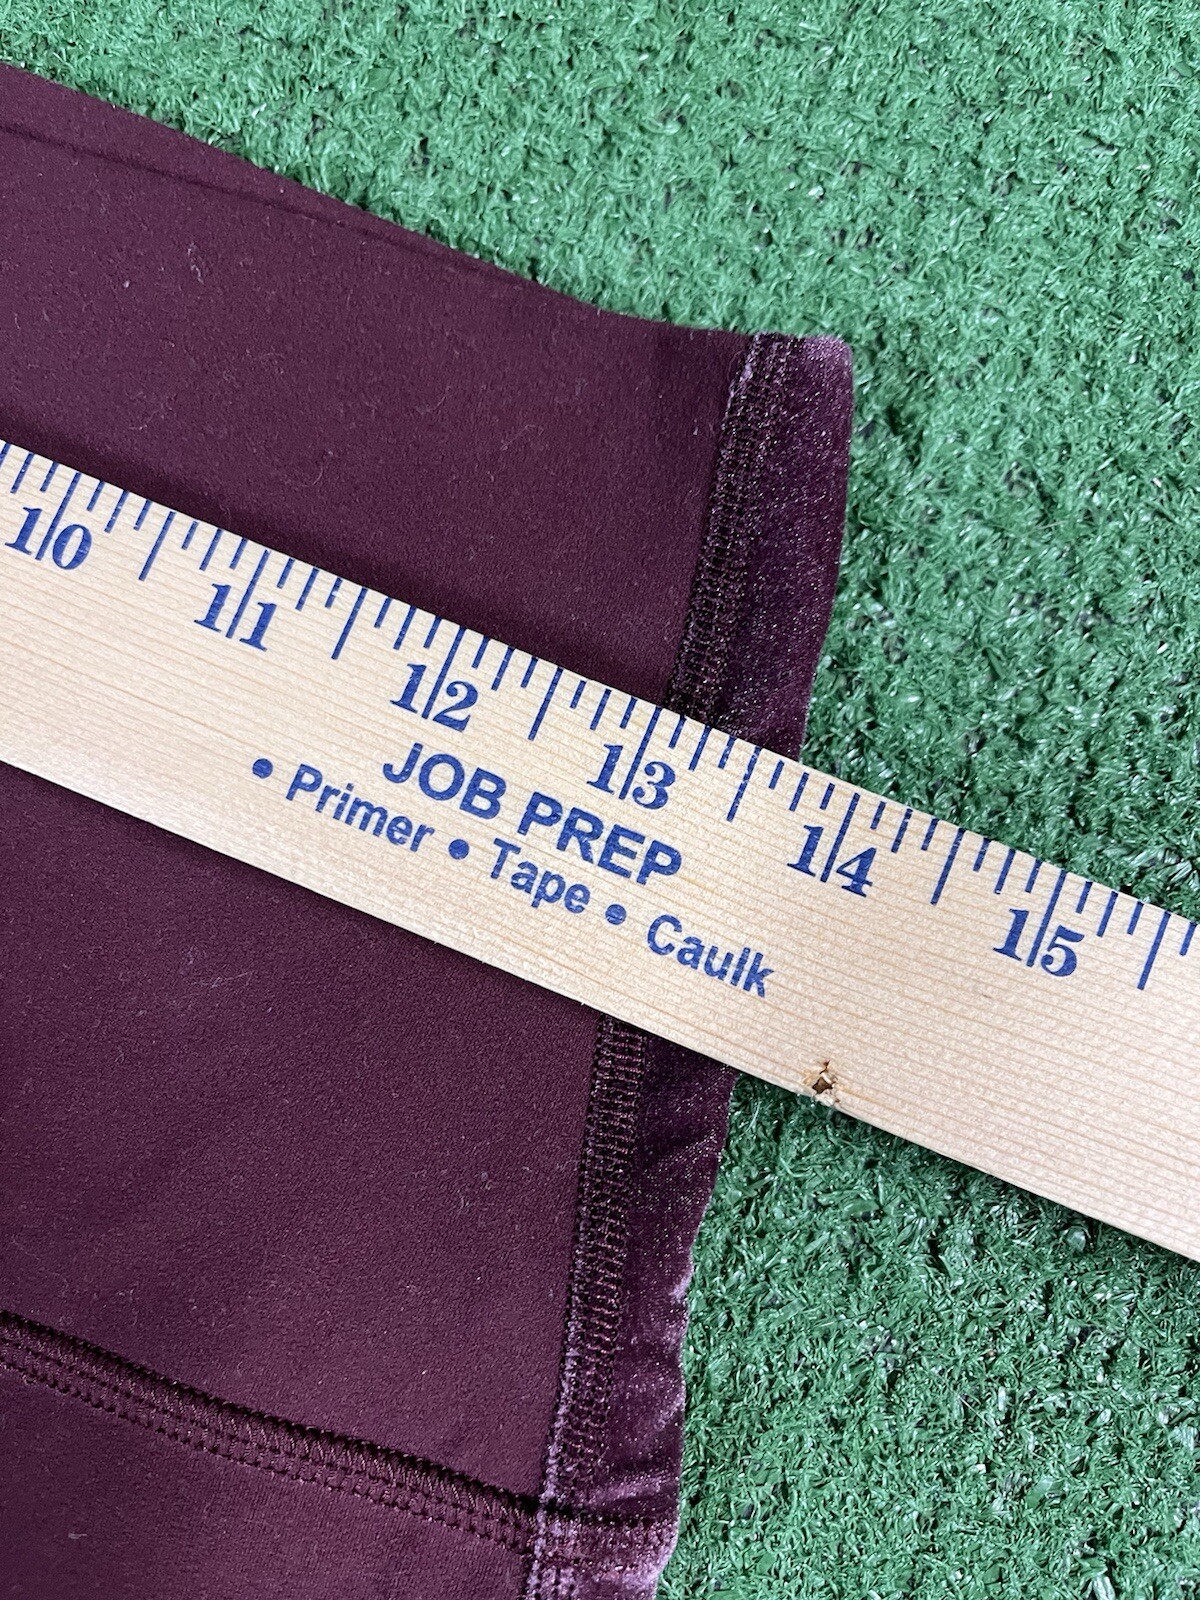 10 11 12 13 14 15
JOB PREP
• Primer • Tape • Caulk